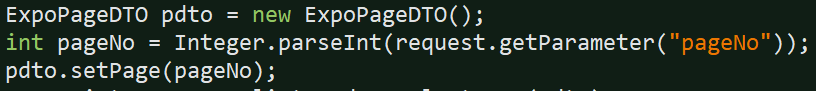 ExpoPageDTO pdto = new ExpoPageDTO();
int pageNo = Integer.parseInt(request.getParameter("pageNo"));
pdto.setPage(pageNo);